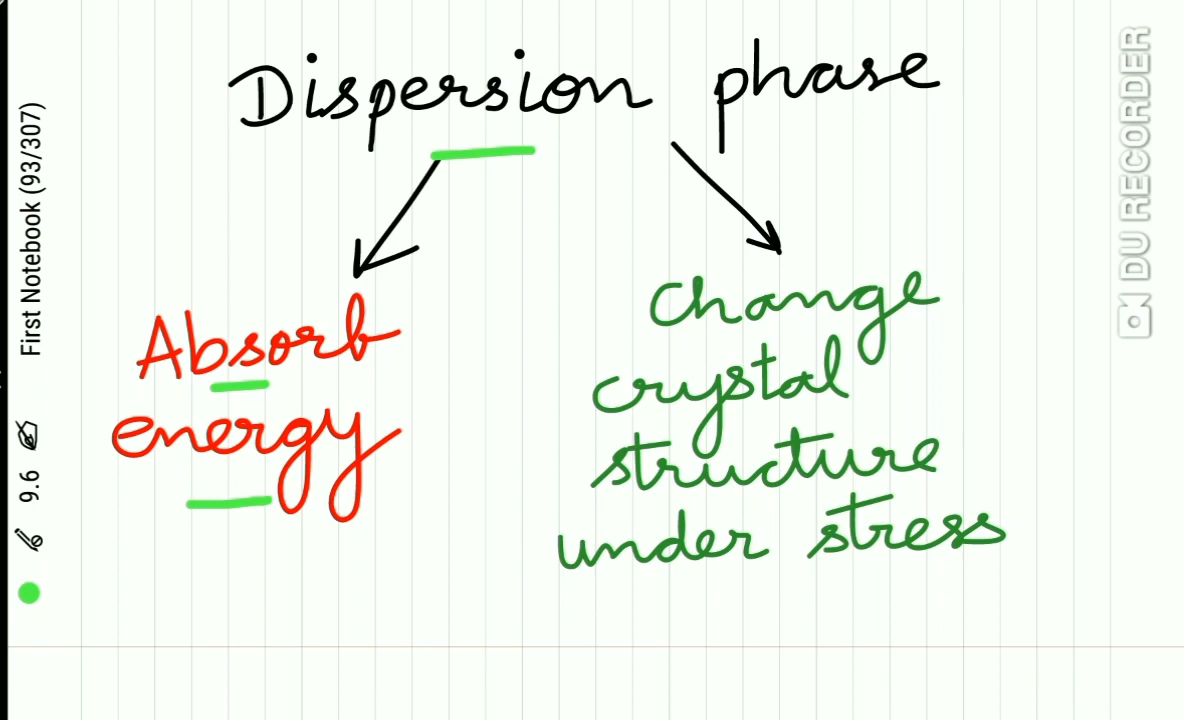 Dispersion phase
Absorb
energy
Change
crystal
structure
under stress
First Notebook (93/307)
9.6
DU RECORDER